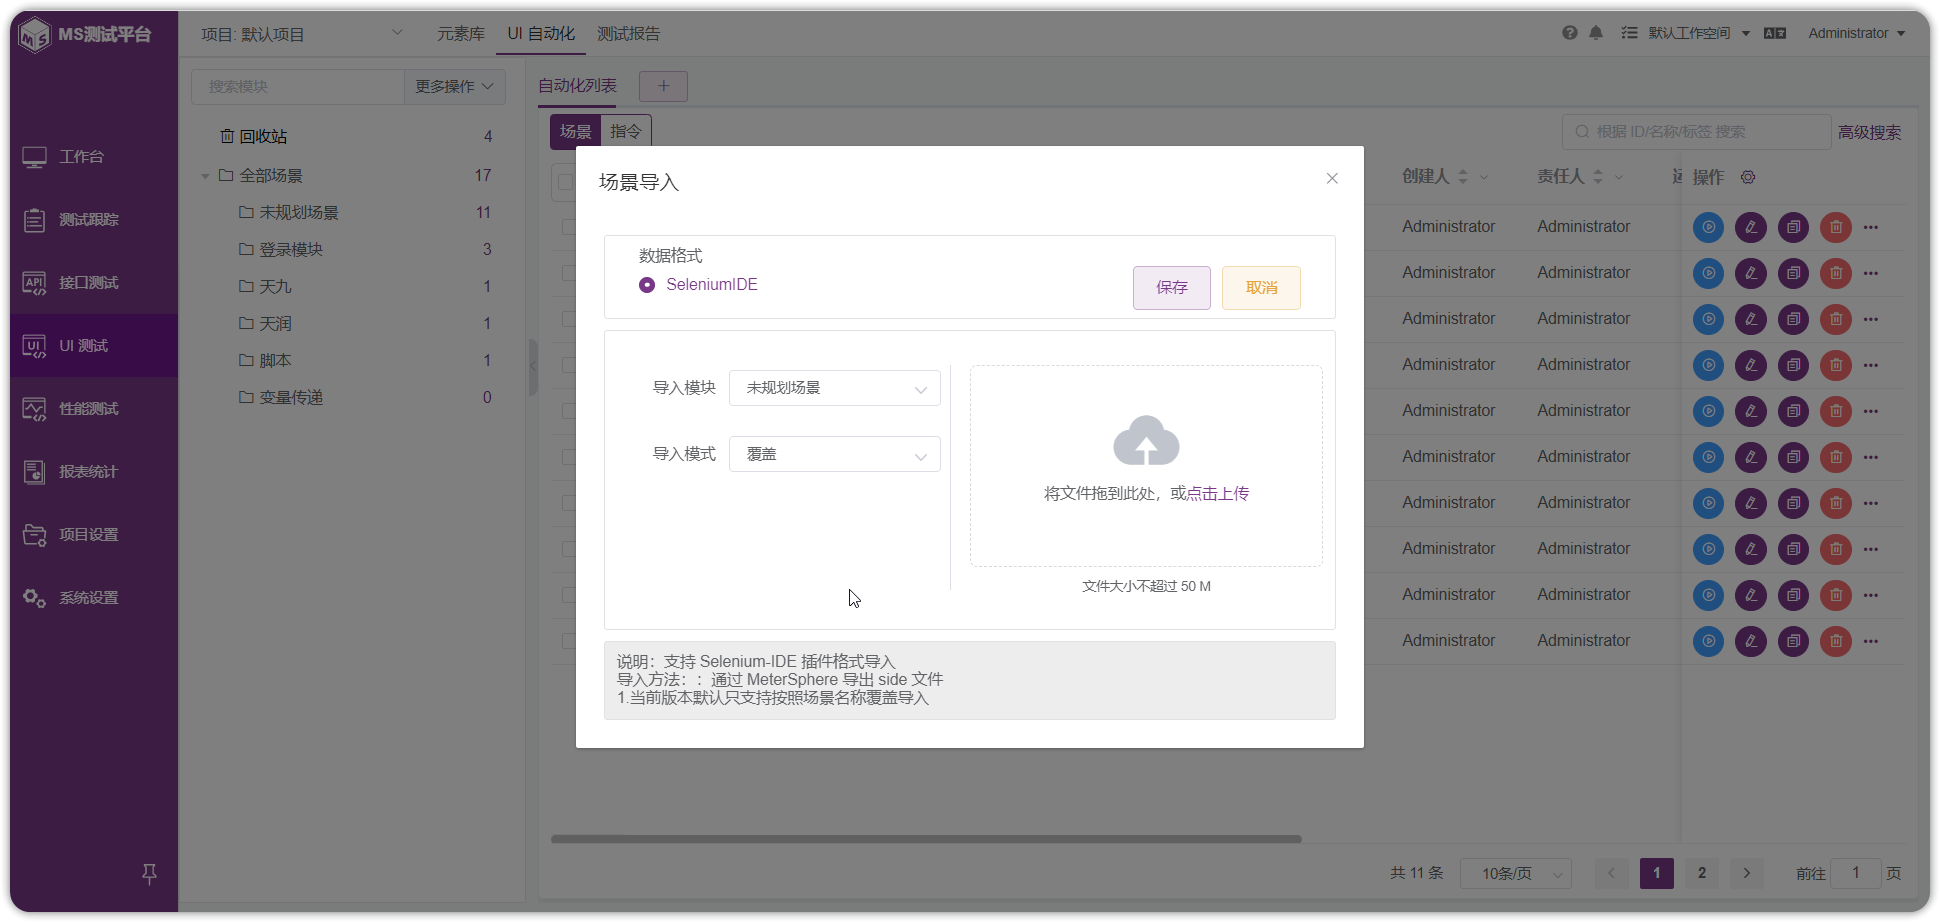 MS测试平台
项目: 默认项目
元素库
UI 自动化
测试报告
默认工作空间
Administrator
工作台
测试跟踪
接口测试
UI 测试
性能测试
报表统计
项目设置
系统设置
搜索模块
更多操作
回收站 4
全部场景 17
未规划场景 11
登录模块 3
天九 1
天润 1
脚本 1
变量传递 0
自动化列表
+
场景
指令
根据 ID/名称/标签 搜索
高级搜索
创建人
责任人
操作
Administrator Administrator
Administrator Administrator
Administrator Administrator
Administrator Administrator
Administrator Administrator
Administrator Administrator
Administrator Administrator
Administrator Administrator
Administrator Administrator
Administrator Administrator
场景导入
数据格式
SeleniumIDE
保存
取消
导入模块
未规划场景
导入模式
覆盖
将文件拖到此处，或点击上传
文件大小不超过 50 M
说明：支持 Selenium-IDE 插件格式导入
导入方法：：通过 MeterSphere 导出 side 文件
1.当前版本默认只支持按照场景名称覆盖导入
共 11 条
10条/页
1
2
前往 1 页